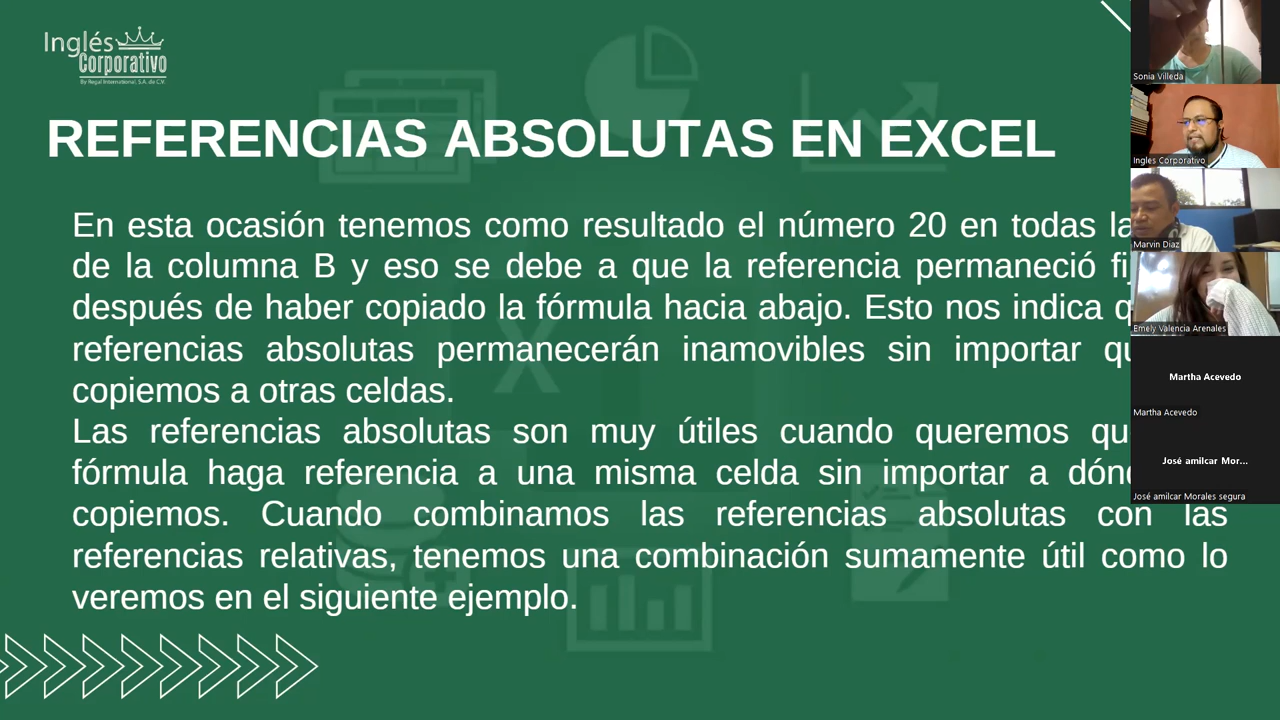 Inglés
Corporativo
By Regal International, S.A. de C.V.
REFERENCIAS ABSOLUTAS EN EXCEL
En esta ocasión tenemos como resultado el número 20 en todas
de la columna B y eso se debe a que la referencia permaneció
después de haber copiado la fórmula hacia abajo. Esto nos indica
referencias absolutas permanecerán inamovibles sin importar
copiemos a otras celdas.
Las referencias absolutas son muy útiles cuando queremos
fórmula haga referencia a una misma celda sin importar a
copiemos. Cuando combinamos las referencias absolutas con las
referencias relativas, tenemos una combinación sumamente útil como lo
veremos en el siguiente ejemplo.
Sonia Villeda
Ingles Corporativo
Marvin Diaz
Emely Valencia Arenales
Martha Acevedo
Martha Acevedo
José amilcar Mor...
José amilcar Morales segura